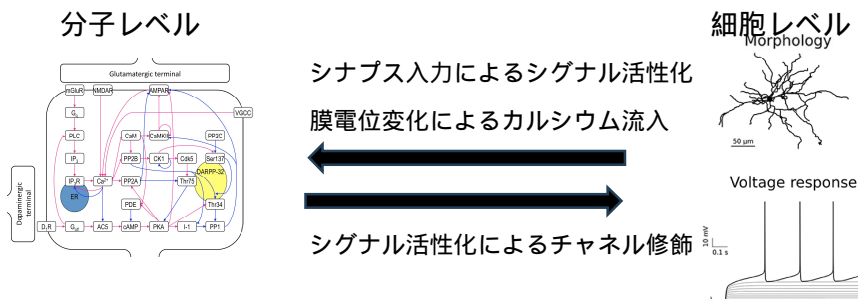 分子レベル
細胞レベル
Morphology
Glutamatergic terminal
シナプス入力によるシグナル活性化
mGluR NMDAR AMPAR
膜電位変化によるカルシウム流入
VGCC
Gq
PLC CaM CaMKII PP2C
50 μm
IP3 PP2B CK1 Cdk5 Ser137
DARPP-32
IP3R Ca2+ PP2A Thr75
Voltage response
ER
Dopaminergic terminal
PDE Thr34
D1R Golf AC5 cAMP PKA I-1 PP1
シグナル活性化によるチャネル修飾
10 mV
0.1 s